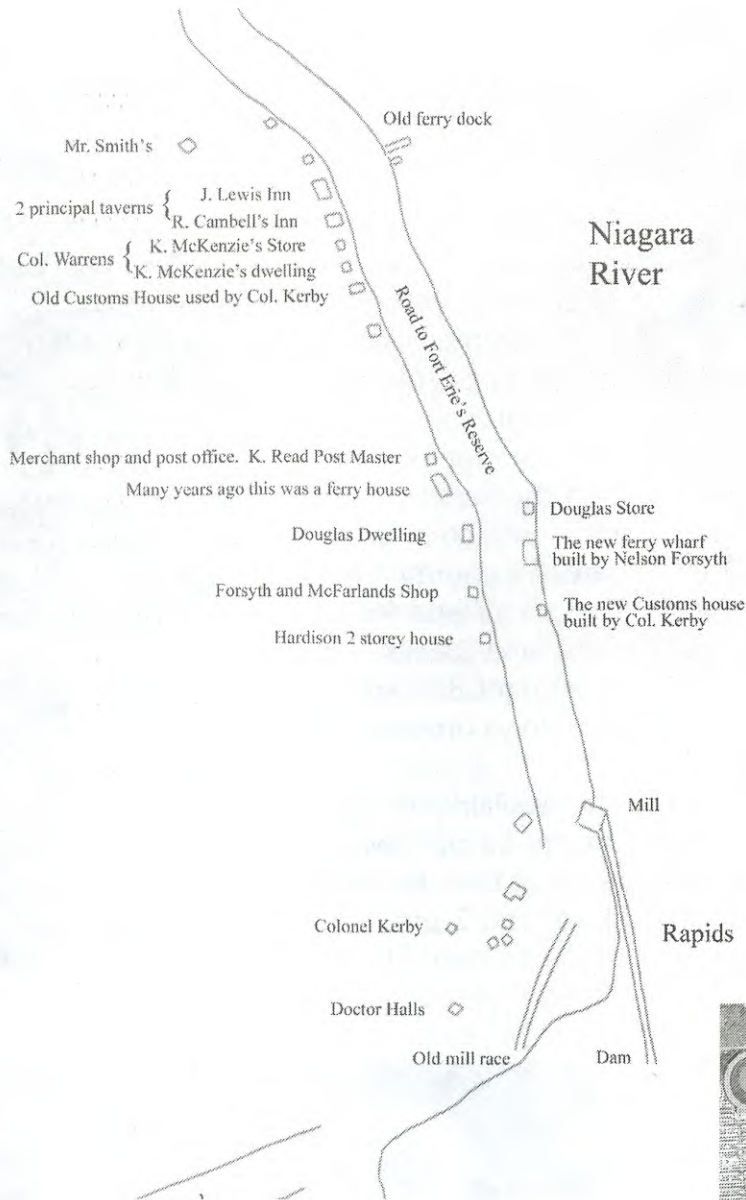 Old ferry dock
Mr. Smith's
2 principal taverns
J. Lewis Inn
R. Cambell's Inn
Col. Warrens
K. McKenzie's Store
K. McKenzie's dwelling
Old Customs House used by Col. Kerby
Niagara
River
Road to Fort Erie's Reserve
Merchant shop and post office. K. Read Post Master
Many years ago this was a ferry house
Douglas Store
Douglas Dwelling
The new ferry wharf
built by Nelson Forsyth
Forsyth and McFarlands Shop
The new Customs house
built by Col. Kerby
Hardison 2 storey house
Mill
Colonel Kerby
Rapids
Doctor Halls
Old mill race
Dam